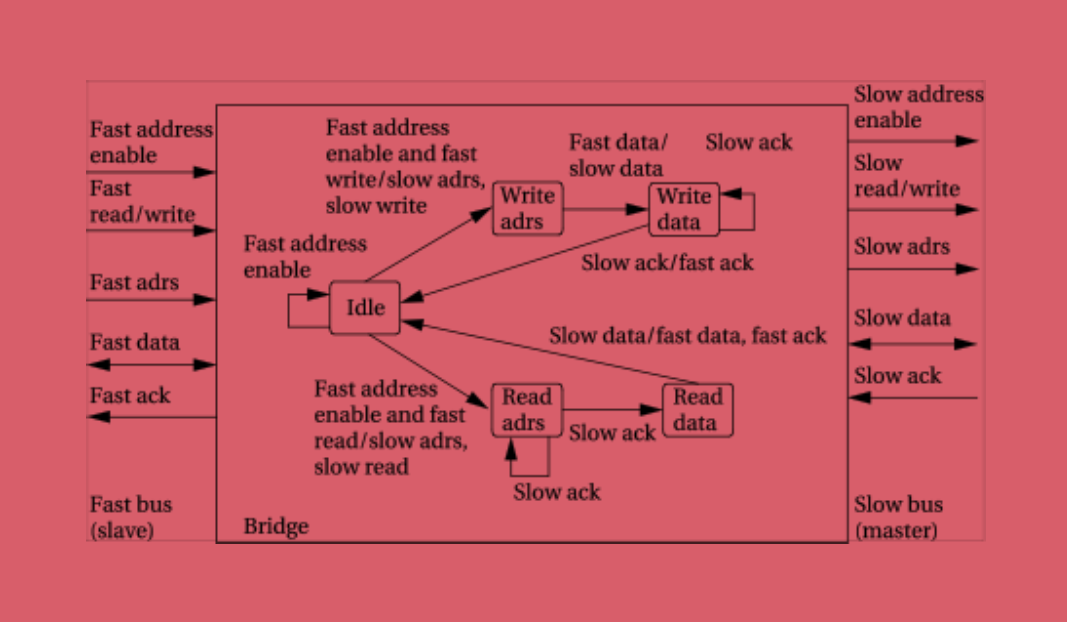 Fast address
enable
Fast
read/write
Fast adrs
Fast data
Fast ack
Fast bus
(slave)
Fast address
enable and fast
write/slow adrs,
slow write
Fast data/
slow data
Slow ack
Write
adrs
Write
data
Fast address
enable
Slow ack/fast ack
Idle
Slow data/fast data, fast ack
Fast address
enable and fast
read/slow adrs,
slow read
Read
adrs
Slow ack
Read
data
Slow ack
Bridge
Slow address
enable
Slow
read/write
Slow adrs
Slow data
Slow ack
Slow bus
(master)